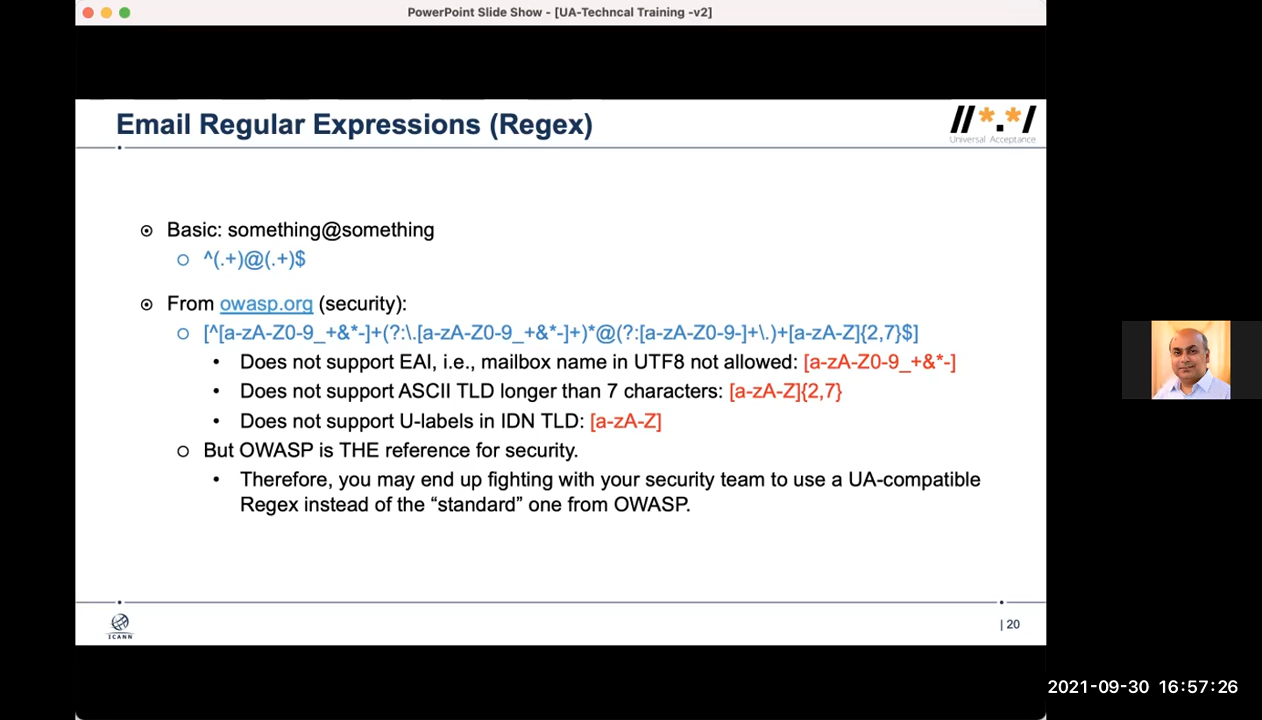 PowerPoint Slide Show - [UA-Techncal Training -v2]
Email Regular Expressions (Regex)
//*.*/
Universal Acceptance
Basic: something@something
^(.+)@(.+)$
From owasp.org (security):
[^[a-zA-Z0-9_+&*-]+(?:\.[a-zA-Z0-9_+&*-]+)*@(?:[a-zA-Z0-9-]+\.)+[a-zA-Z]{2,7}$]
Does not support EAI, i.e., mailbox name in UTF8 not allowed: [a-zA-Z0-9_+&*-]
Does not support ASCII TLD longer than 7 characters: [a-zA-Z]{2,7}
Does not support U-labels in IDN TLD: [a-zA-Z]
But OWASP is THE reference for security.
Therefore, you may end up fighting with your security team to use a UA-compatible
Regex instead of the “standard” one from OWASP.
ICANN
| 20
2021-09-30 16:57:26